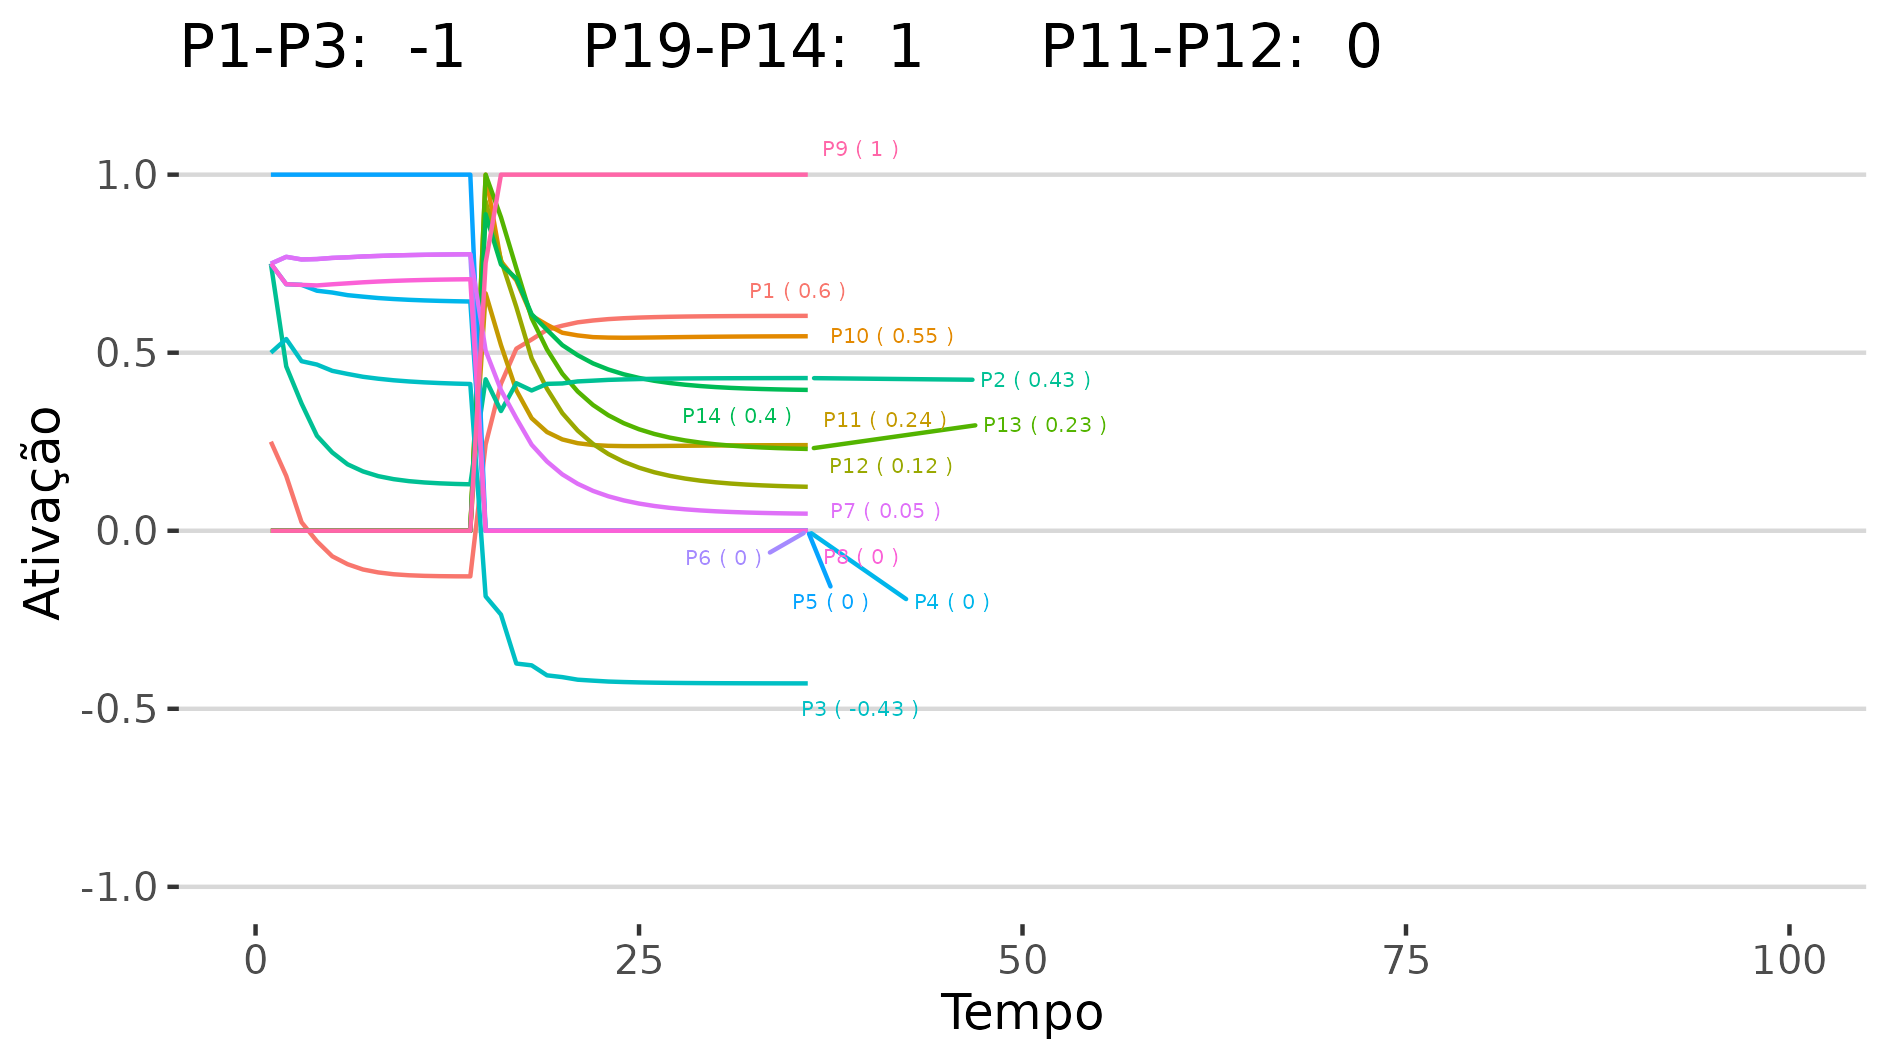 P1-P3:  -1   P19-P14:  1   P11-P12:  0
P9 ( 1 )
1.0
P1 ( 0.6 )
P10 ( 0.55 )
0.5
P2 ( 0.43 )
P14 ( 0.4 )
P11 ( 0.24 )
P13 ( 0.23 )
P12 ( 0.12 )
P7 ( 0.05 )
0.0
P6 ( 0 )
P8 ( 0 )
P5 ( 0 )
P4 ( 0 )
-0.5
P3 ( -0.43 )
-1.0
Ativação
0 25 50 75 100
Tempo